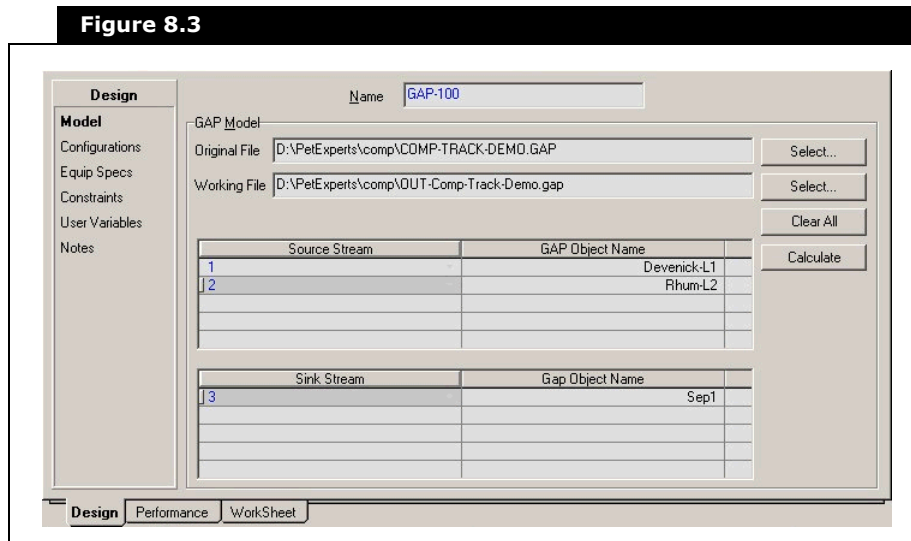 Figure 8.3
Design
Name GAP-100
Model
Configurations
Equip Specs
Constraints
User Variables
Notes
GAP Model
Original File D:\PetExperts\comp\COMP-TRACK-DEMO.GAP Select...
Working File D:\PetExperts\comp\OUT-Comp-Track-Demo.gap Select...
Clear All
Calculate
Source Stream GAP Object Name
1 Devenick-L1
2 Rhum-L2
Sink Stream Gap Object Name
3 Sep1
Design Performance WorkSheet